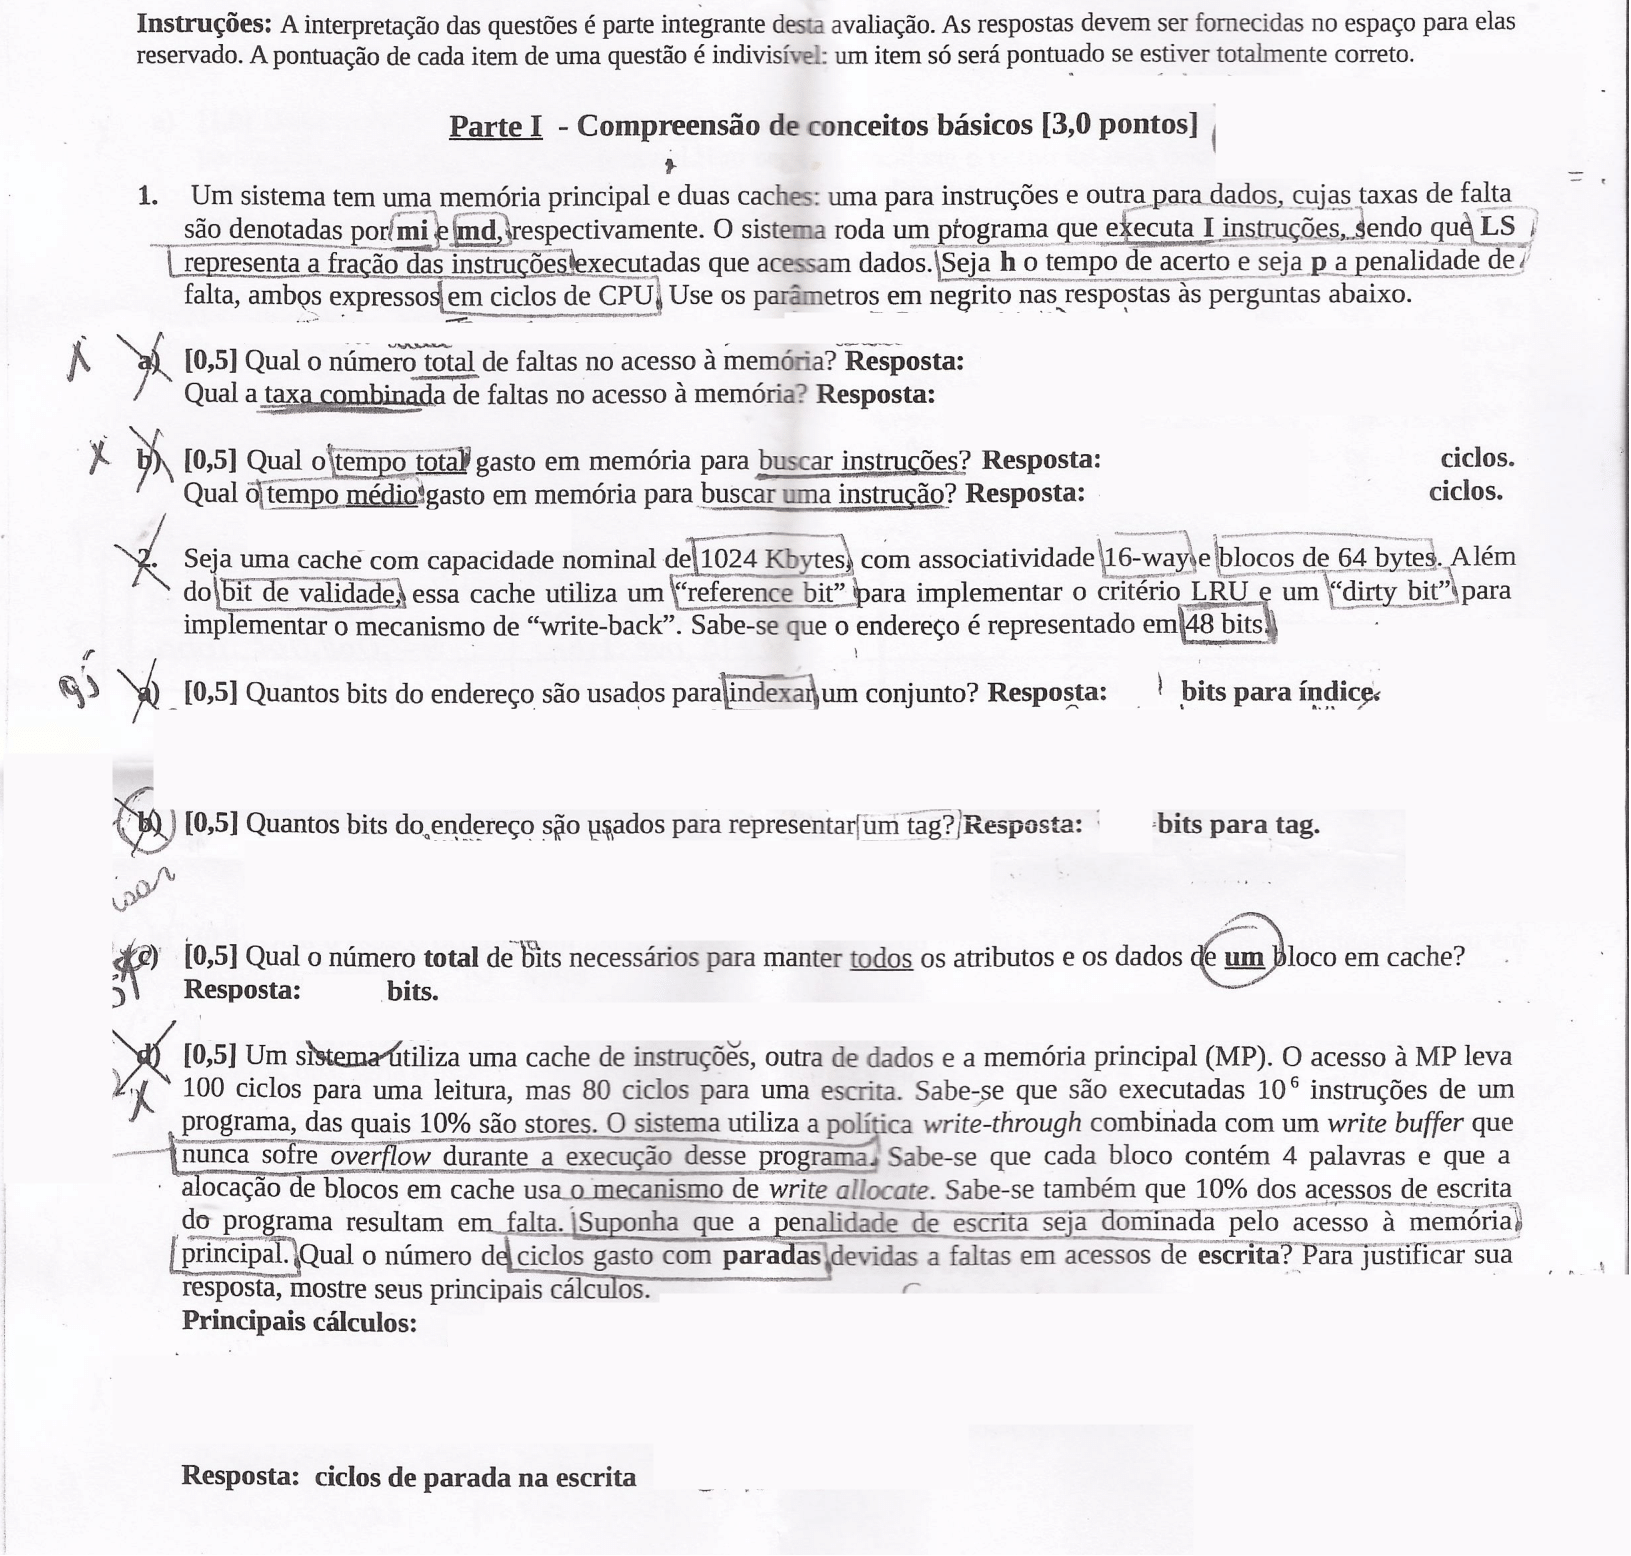 Instruções: A interpretação das questões é parte integrante desta avaliação. As respostas devem ser fornecidas no espaço para elas
reservado. A pontuação de cada item de uma questão é indivisível: um item só será pontuado se estiver totalmente correto.
Parte I - Compreensão de conceitos básicos [3,0 pontos]
1. Um sistema tem uma memória principal e duas caches: uma para instruções e outra para dados, cujas taxas de falta
são denotadas por mi e md, respectivamente. O sistema roda um programa que executa I instruções, sendo que LS
representa a fração das instruções executadas que acessam dados. Seja h o tempo de acerto e seja p a penalidade de
falta, ambos expressos em ciclos de CPU. Use os parâmetros em negrito nas respostas às perguntas abaixo.
a) [0,5] Qual o número total de faltas no acesso à memória? Resposta:
Qual a taxa combinada de faltas no acesso à memória? Resposta:
b) [0,5] Qual o tempo total gasto em memória para buscar instruções? Resposta: ciclos.
Qual o tempo médio gasto em memória para buscar uma instrução? Resposta: ciclos.
2. Seja uma cache com capacidade nominal de 1024 Kbytes, com associatividade 16-way e blocos de 64 bytes. Além
do bit de validade, essa cache utiliza um “reference bit” para implementar o critério LRU e um “dirty bit” para
implementar o mecanismo de “write-back”. Sabe-se que o endereço é representado em 48 bits.
a) [0,5] Quantos bits do endereço são usados para indexar um conjunto? Resposta: bits para índice.
b) [0,5] Quantos bits do endereço são usados para representar um tag? Resposta: bits para tag.
c) [0,5] Qual o número total de bits necessários para manter todos os atributos e os dados de um bloco em cache?
Resposta: bits.
d) [0,5] Um sistema utiliza uma cache de instruções, outra de dados e a memória principal (MP). O acesso à MP leva
100 ciclos para uma leitura, mas 80 ciclos para uma escrita. Sabe-se que são executadas 10⁶ instruções de um
programa, das quais 10% são stores. O sistema utiliza a política write-through combinada com um write buffer que
nunca sofre overflow durante a execução desse programa. Sabe-se que cada bloco contém 4 palavras e que a
alocação de blocos em cache usa o mecanismo de write allocate. Sabe-se também que 10% dos acessos de escrita
do programa resultam em falta. Suponha que a penalidade de escrita seja dominada pelo acesso à memória
principal. Qual o número de ciclos gasto com paradas devidas a faltas em acessos de escrita? Para justificar sua
resposta, mostre seus principais cálculos.
Principais cálculos:
Resposta: ciclos de parada na escrita